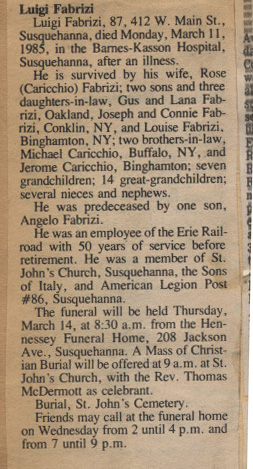 Luigi Fabrizi
Luigi Fabrizi, 87, 412 W. Main St.,
Susquehanna, died Monday, March 11,
1985, in the Barnes-Kasson Hospital,
Susquehanna, after an illness.
He is survived by his wife, Rose
(Caricchio) Fabrizi; two sons and three
daughters-in-law, Gus and Lana Fab-
rizi, Oakland, Joseph and Connie Fab-
rizi, Conklin, NY, and Louise Fabrizi,
Binghamton, NY; two brothers-in-law,
Michael Caricchio, Buffalo, NY, and
Jerome Caricchio, Binghamton; seven
grandchildren; 14 great-grandchildren;
several nieces and nephews.
He was predeceased by one son,
Angelo Fabrizi.
He was an employee of the Erie Rail-
road with 50 years of service before
retirement. He was a member of St.
John's Church, Susquehanna, the Sons
of Italy, and American Legion Post
#86, Susquehanna.
The funeral will be held Thursday,
March 14, at 8:30 a.m. from the Hen-
nessey Funeral Home, 208 Jackson
Ave., Susquehanna. A Mass of Christ-
ian Burial will be offered at 9 a.m. at St.
John's Church, with the Rev. Thomas
McDermott as celebrant.
Burial, St. John's Cemetery.
Friends may call at the funeral home
on Wednesday from 2 until 4 p.m. and
from 7 until 9 p.m.